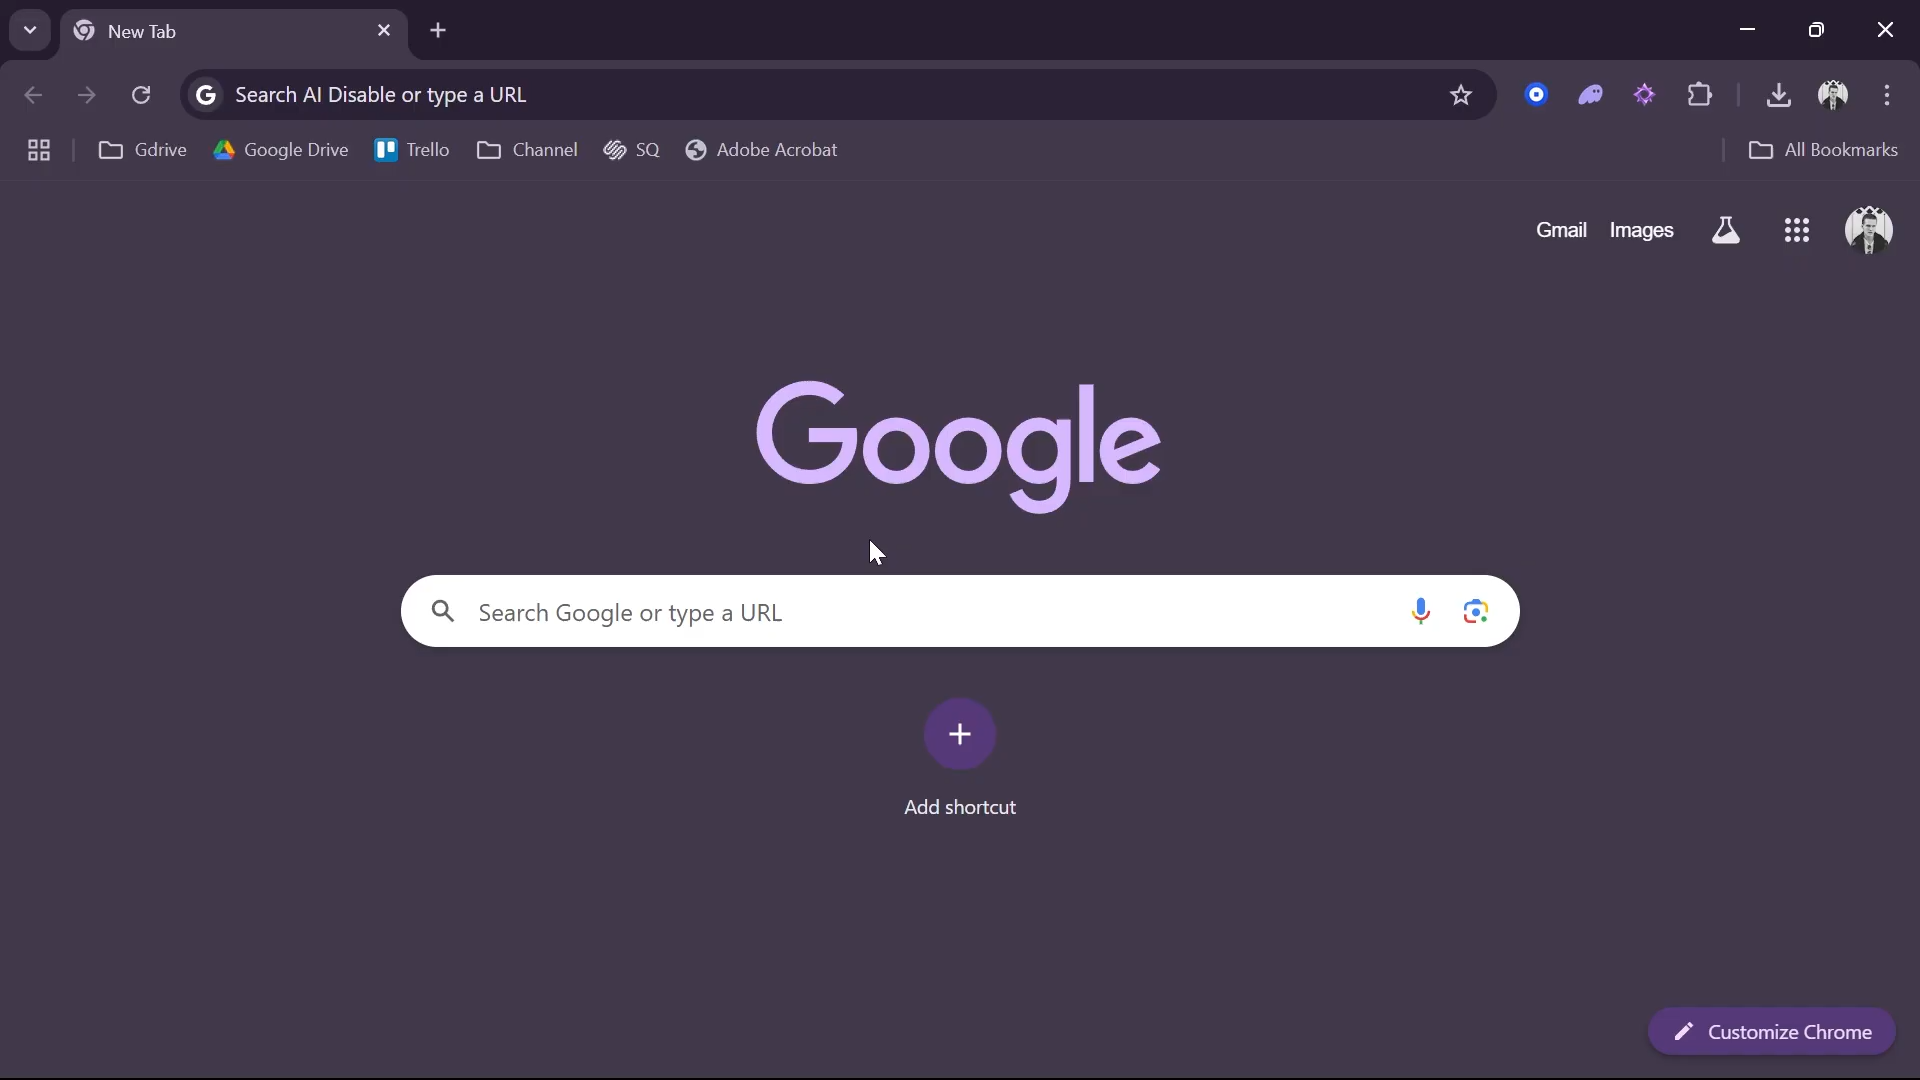 New Tab
Search AI Disable or type a URL
Gdrive Google Drive Trello Channel SQ Adobe Acrobat All Bookmarks
Gmail Images
Google
Search Google or type a URL
Add shortcut
Customize Chrome